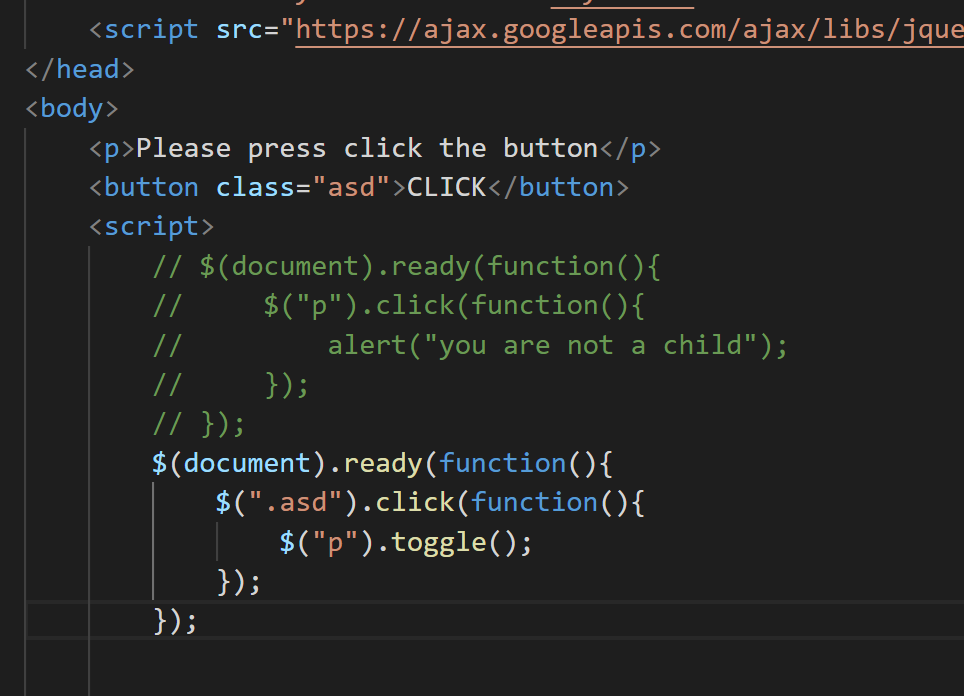 <script src="https://ajax.googleapis.com/ajax/libs/jque
</head>
<body>
<p>Please press click the button</p>
<button class="asd">CLICK</button>
<script>
// $(document).ready(function(){
//     $("p").click(function(){
//         alert("you are not a child");
//     });
// });
$(document).ready(function(){
$(".asd").click(function(){
$("p").toggle();
});
});